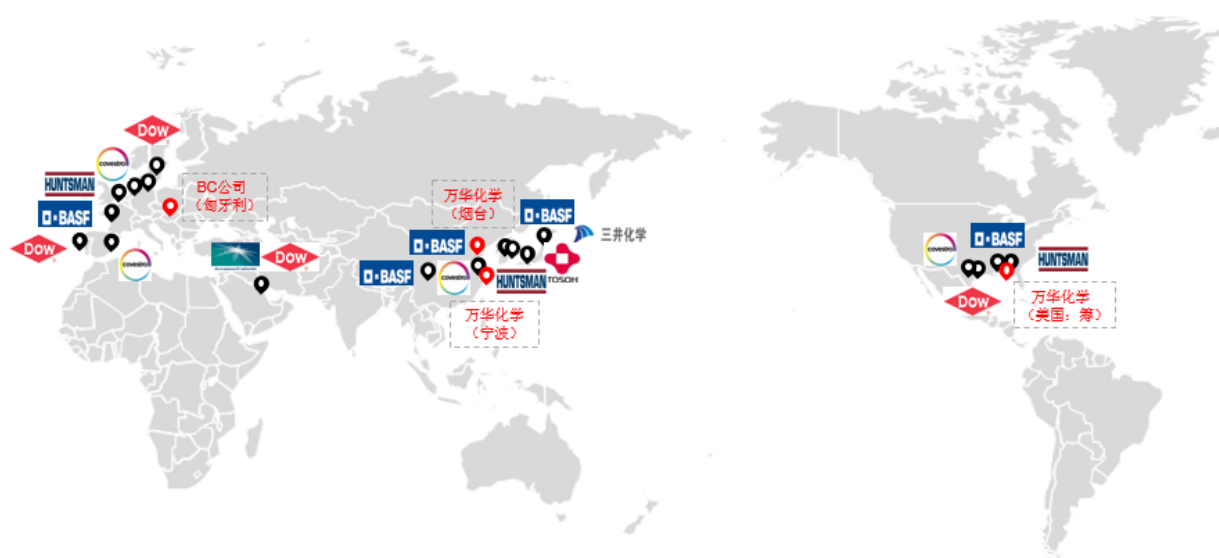 Dow
covestro
HUNTSMAN
BC公司
（匈牙利）
BASF
Dow
covestro
Dow
万华化学
（烟台）
BASF
三井化学
BASF
BASF
covestro
HUNTSMAN
TOSOH
万华化学
（宁波）
BASF
covestro
HUNTSMAN
Dow
万华化学
（美国：筹）